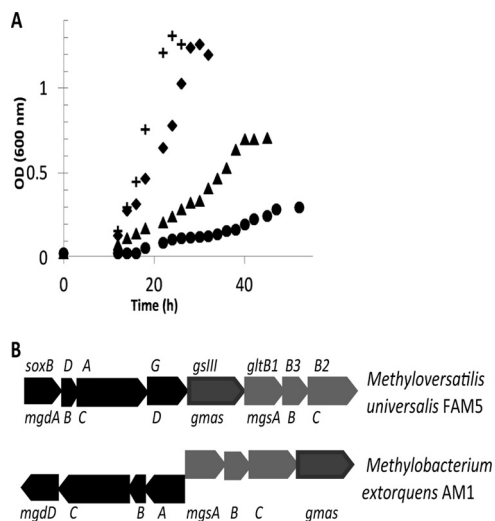 A
OD (600 nm)
1
0.5
0
0 20 40
Time (h)
B
soxB D A G gsIII gltB1 B3 B2
Methyloversatilis
universalis FAM5
mgdA B C D gmas mgsA B C
Methylobacterium
extorquens AM1
mgdD C B A mgsA B C gmas